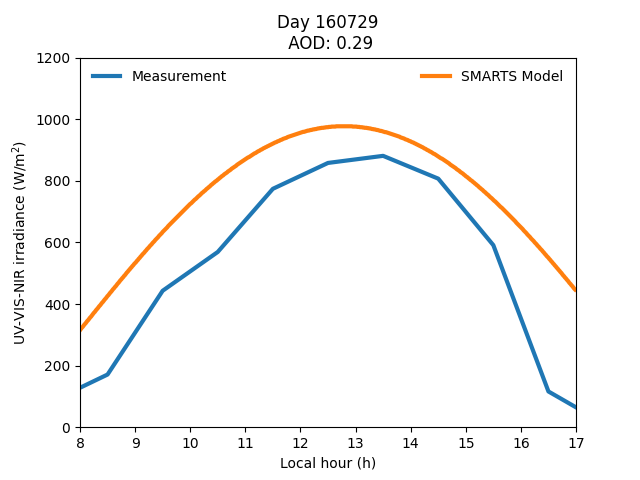 Day 160729
AOD: 0.29
Measurement
SMARTS Model
UV-VIS-NIR irradiance (W/m²)
1200
1000
800
600
400
200
0
8 9 10 11 12 13 14 15 16 17
Local hour (h)